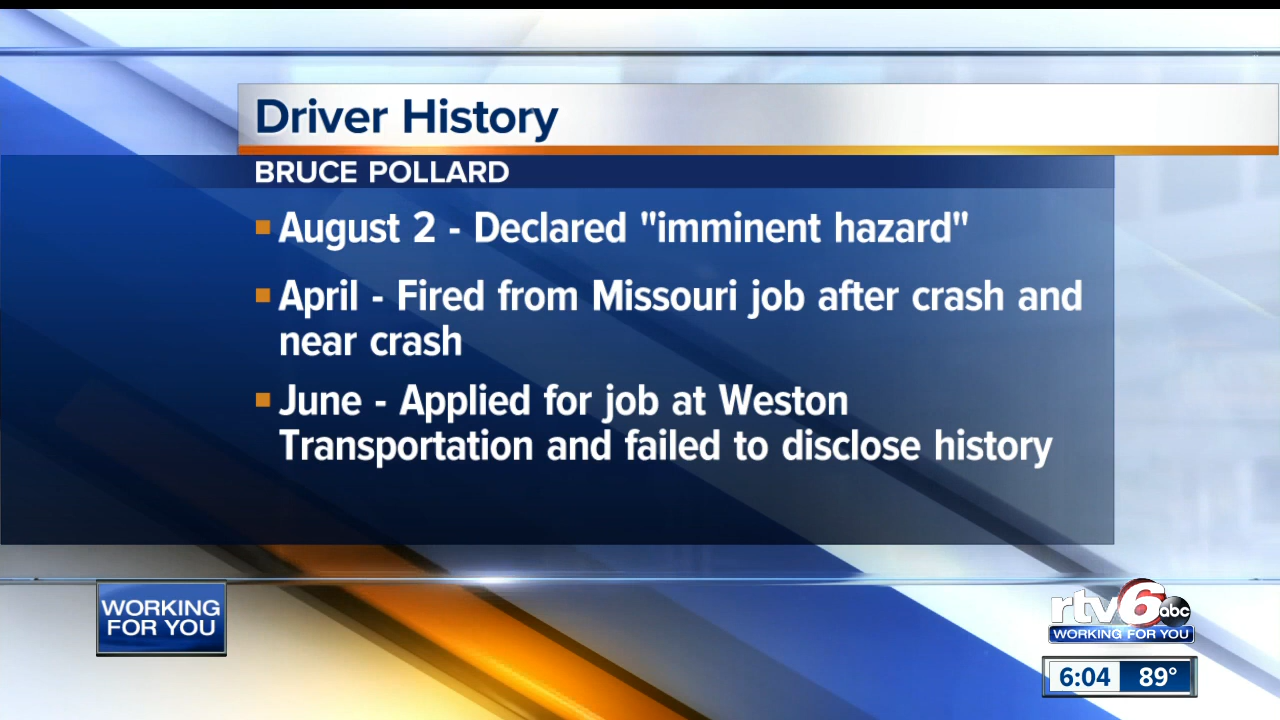 Driver History
BRUCE POLLARD
August 2 - Declared "imminent hazard"
April - Fired from Missouri job after crash and
near crash
June - Applied for job at Weston
Transportation and failed to disclose history
WORKING
FOR YOU
rtv6 abc
WORKING FOR YOU
6:04 89°